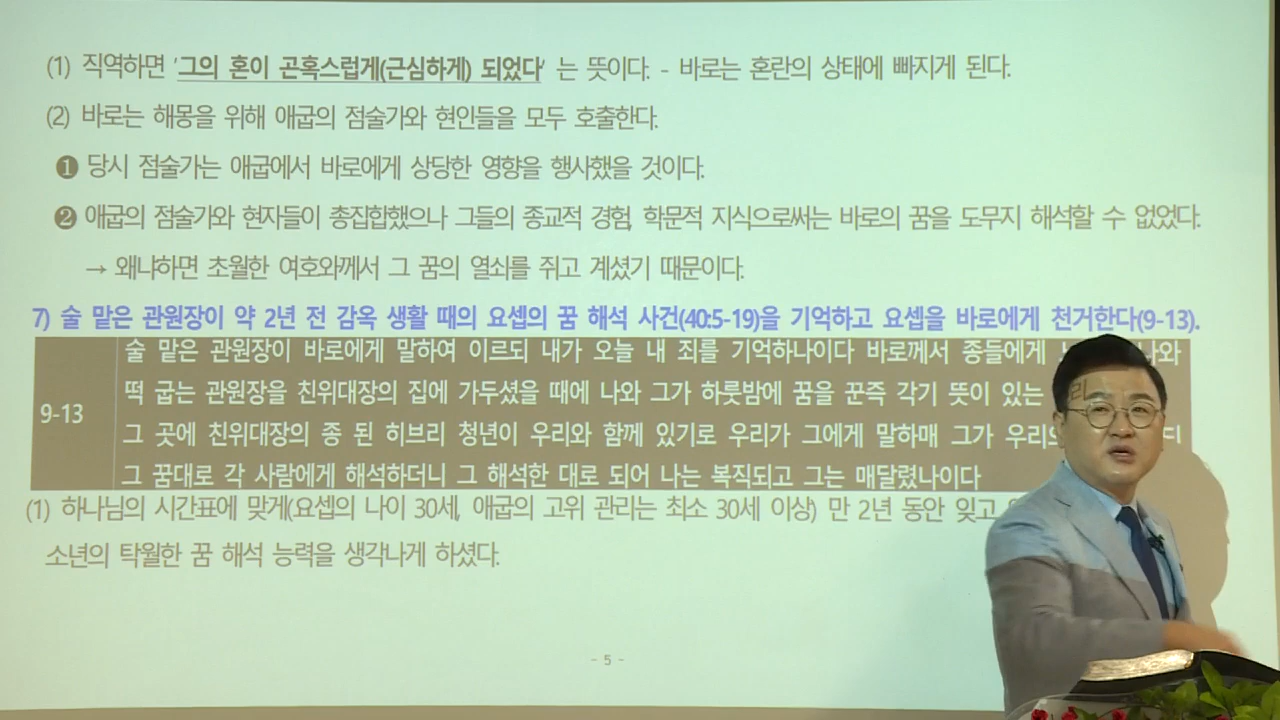 (1) 직역하면 '그의 혼이 곤혹스럽게(근심하게) 되었다' 는 뜻이다. - 바로는 혼란의 상태에 빠지게 된다.
(2) 바로는 해몽을 위해 애굽의 점술가와 현인들을 모두 호출한다.
❶ 당시 점술가는 애굽에서 바로에게 상당한 영향을 행사했을 것이다.
❷ 애굽의 점술가와 현자들이 총집합했으나 그들의 종교적 경험, 학문적 지식으로써는 바로의 꿈을 도무지 해석할 수 없었다.
→ 왜냐하면 초월한 여호와께서 그 꿈의 열쇠를 쥐고 계셨기 때문이다.
7) 술 맡은 관원장이 약 2년 전 감옥 생활 때의 요셉의 꿈 해석 사건(40:5-19)을 기억하고 요셉을 바로에게 천거한다(9-13).
술 맡은 관원장이 바로에게 말하여 이르되 내가 오늘 내 죄를 기억하나이다 바로께서 종들에게
떡 굽는 관원장을 친위대장의 집에 가두셨을 때에 나와 그가 하룻밤에 꿈을 꾼즉 각기 뜻이 있는
9-13
그 곳에 친위대장의 종 된 히브리 청년이 우리와 함께 있기로 우리가 그에게 말하매 그가
그 꿈대로 각 사람에게 해석하더니 그 해석한 대로 되어 나는 복직되고 그는 매달렸나이다
(1) 하나님의 시간표에 맞게(요셉의 나이 30세, 애굽의 고위 관리는 최소 30세 이상) 만 2년 동안 잊고
소년의 탁월한 꿈 해석 능력을 생각나게 하셨다.
- 5 -